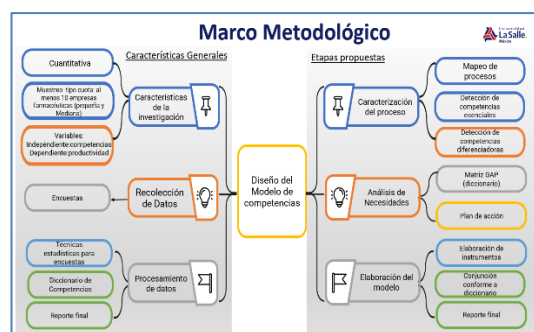 Marco Metodológico
Universidad
LaSalle.
México
Características Generales
Cuantitativa
Muestreo tipo cuota: al
menos 10 empresas
farmacéuticas (pequeña y
Mediana)
Variables:
Independiente:competencias
Dependiente productividad
Características
de la
investigación
Encuestas
Recolección
de Datos
Técnicas
estadísticas para
encuestas
Diccionario de
Competencias
Reporte final
Procesamiento
de datos
Diseño del
Modelo de
competencias
Etapas propuestas
Caracterización
del proceso
Mapeo de
procesos
Detección de
competencias
esenciales
Detección de
competencias
diferenciadoras
Análisis de
Necesidades
Matriz GAP
(diccionario)
Plan de acción
Elaboración del
modelo
Elaboración de
instrumentos
Conjunción
conforme a
diccionario
Reporte final